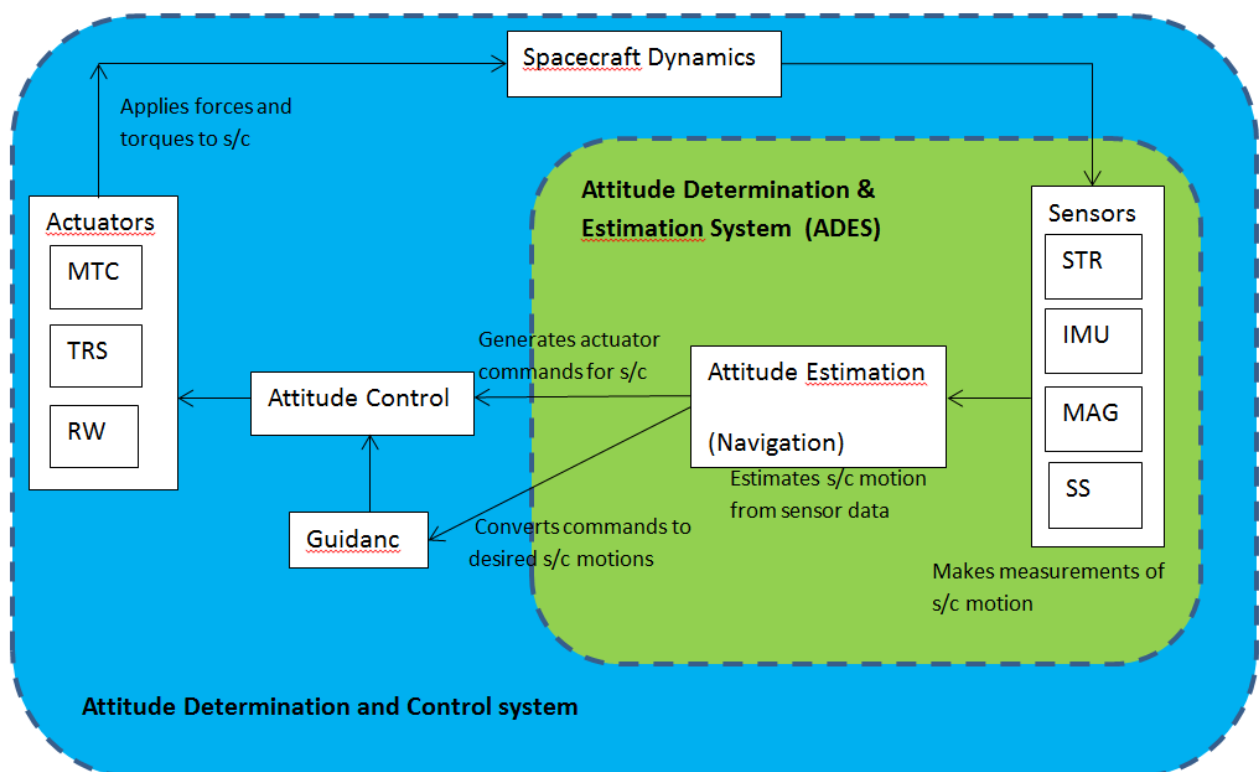 Spacecraft Dynamics
Applies forces and
torques to s/c
Attitude Determination &
Estimation System (ADES)
Actuators
MTC
TRS
RW
Sensors
STR
IMU
MAG
SS
Generates actuator
commands for s/c
Attitude Control
Attitude Estimation
(Navigation)
Estimates s/c motion
from sensor data
Guidanc
Converts commands to
desired s/c motions
Makes measurements of
s/c motion
Attitude Determination and Control system